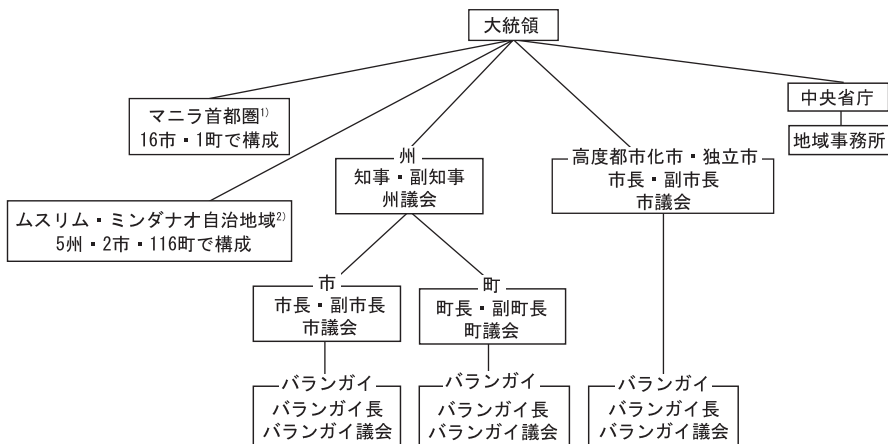 大統領
マニラ首都圏1)
16市・1町で構成
中央省庁
地域事務所
州
知事・副知事
州議会
高度都市化市・独立市
市長・副市長
市議会
ムスリム・ミンダナオ自治地域2)
5州・2市・116町で構成
市
市長・副市長
市議会
町
町長・副町長
町議会
バランガイ
バランガイ長
バランガイ議会
バランガイ
バランガイ長
バランガイ議会
バランガイ
バランガイ長
バランガイ議会